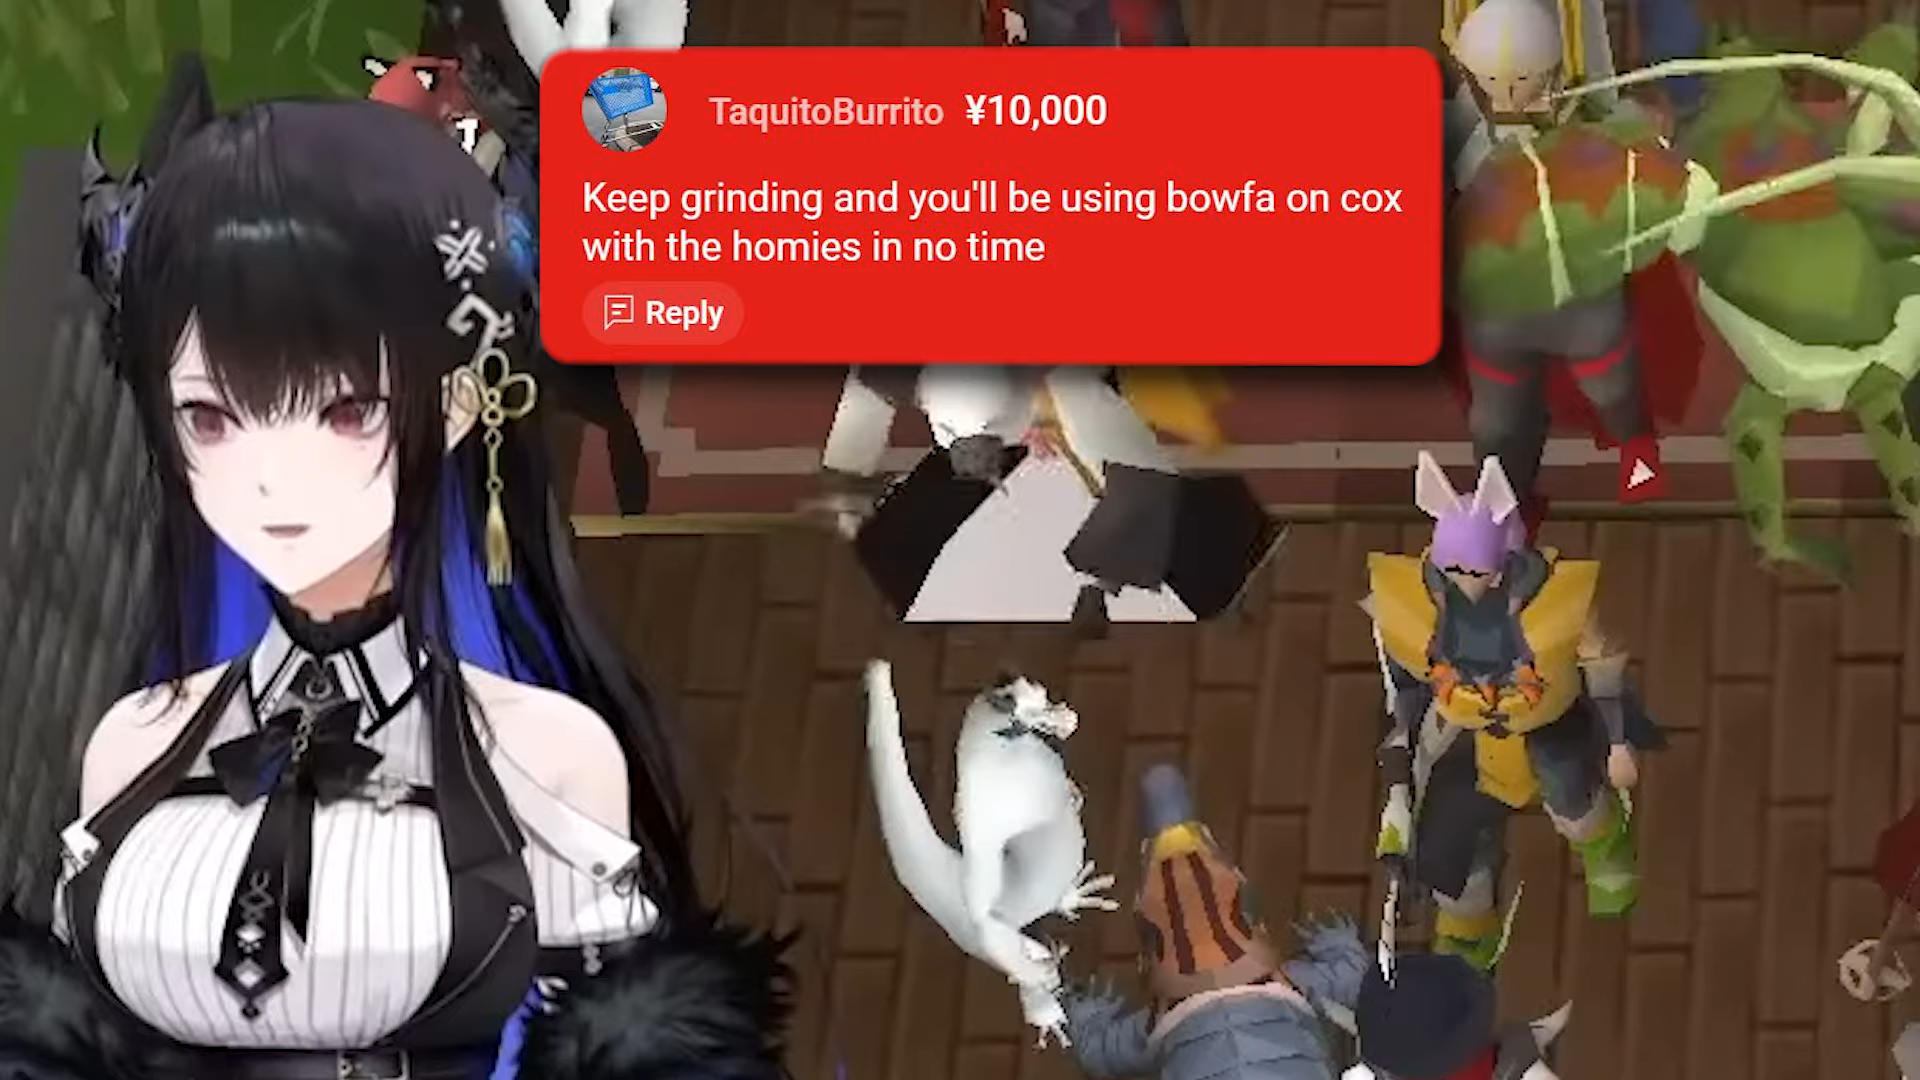 TaquitoBurrito ¥10,000
Keep grinding and you'll be using bowfa on cox
with the homies in no time
Reply